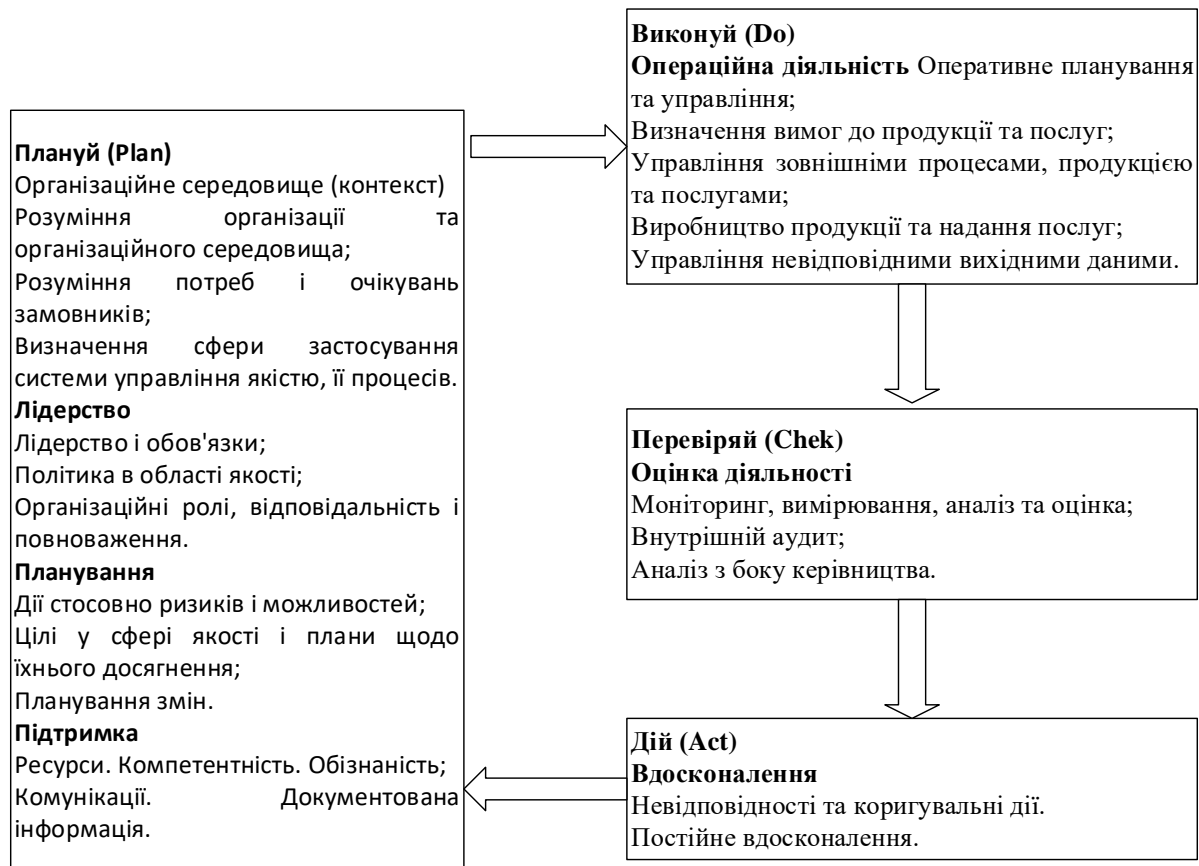 Плануй (Plan)
Організаційне середовище (контекст)
Розуміння організації та
організаційного середовища;
Розуміння потреб і очікувань
замовників;
Визначення сфери застосування
системи управління якістю, її процесів.
Лідерство
Лідерство і обов'язки;
Політика в області якості;
Організаційні ролі, відповідальність і
повноваження.
Планування
Дії стосовно ризиків і можливостей;
Цілі у сфері якості і плани щодо
їхнього досягнення;
Планування змін.
Підтримка
Ресурси. Компетентність. Обізнаність;
Комунікації. Документована
інформація.
Виконуй (Do)
Операційна діяльність Оперативне планування
та управління;
Визначення вимог до продукції та послуг;
Управління зовнішніми процесами, продукцією
та послугами;
Виробництво продукції та надання послуг;
Управління невідповідними вихідними даними.
Перевіряй (Chek)
Оцінка діяльності
Моніторинг, вимірювання, аналіз та оцінка;
Внутрішній аудит;
Аналіз з боку керівництва.
Дій (Act)
Вдосконалення
Невідповідності та коригувальні дії.
Постійне вдосконалення.